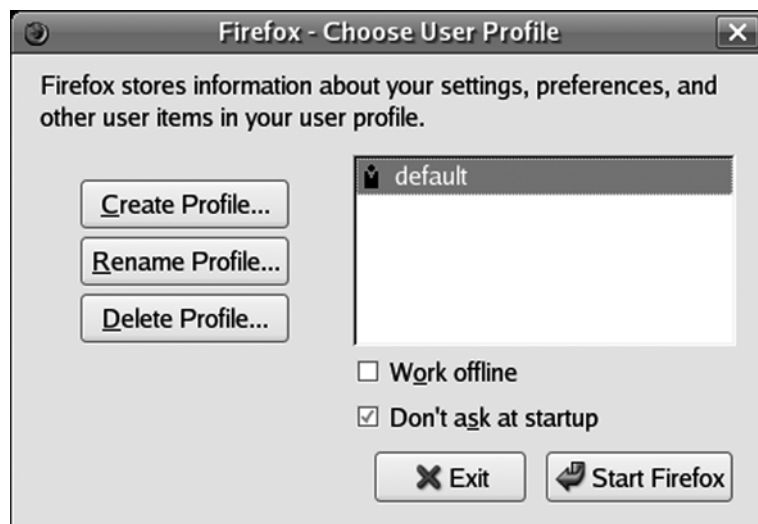 Firefox - Choose User Profile
Firefox stores information about your settings, preferences, and
other user items in your user profile.
Create Profile...
Rename Profile...
Delete Profile...
default
Work offline
Don't ask at startup
Exit
Start Firefox